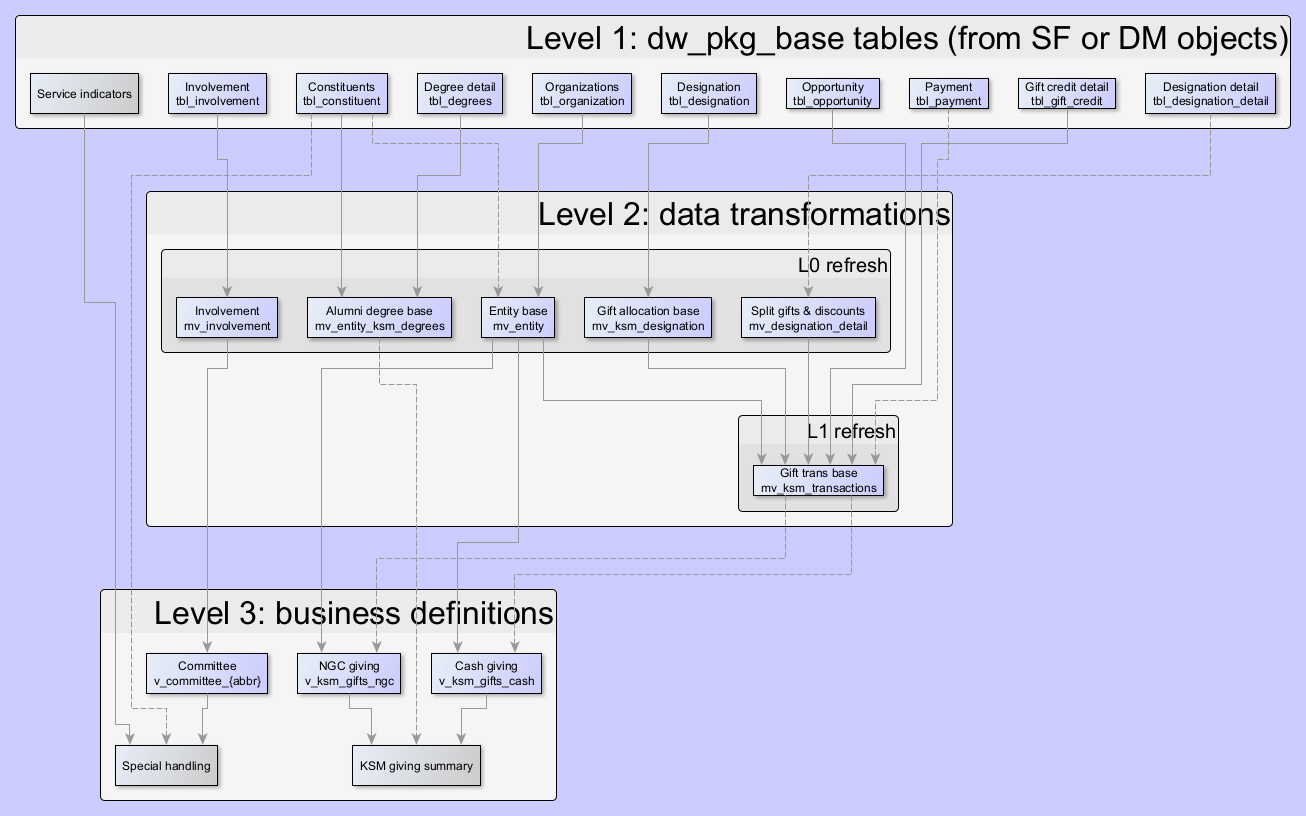 Level 1: dw_pkg_base tables (from SF or DM objects)
Service indicators
Involvement
tbl_involvement
Constituents
tbl_constituent
Degree detail
tbl_degrees
Organizations
tbl_organization
Designation
tbl_designation
Opportunity
tbl_opportunity
Payment
tbl_payment
Gift credit detail
tbl_gift_credit
Designation detail
tbl_designation_detail
Level 2: data transformations
L0 refresh
Involvement
mv_involvement
Alumni degree base
mv_entity_ksm_degrees
Entity base
mv_entity
Gift allocation base
mv_ksm_designation
Split gifts & discounts
mv_designation_detail
L1 refresh
Gift trans base
mv_ksm_transactions
Level 3: business definitions
Committee
v_committee_{abbr}
NGC giving
v_ksm_gifts_ngc
Cash giving
v_ksm_gifts_cash
Special handling
KSM giving summary